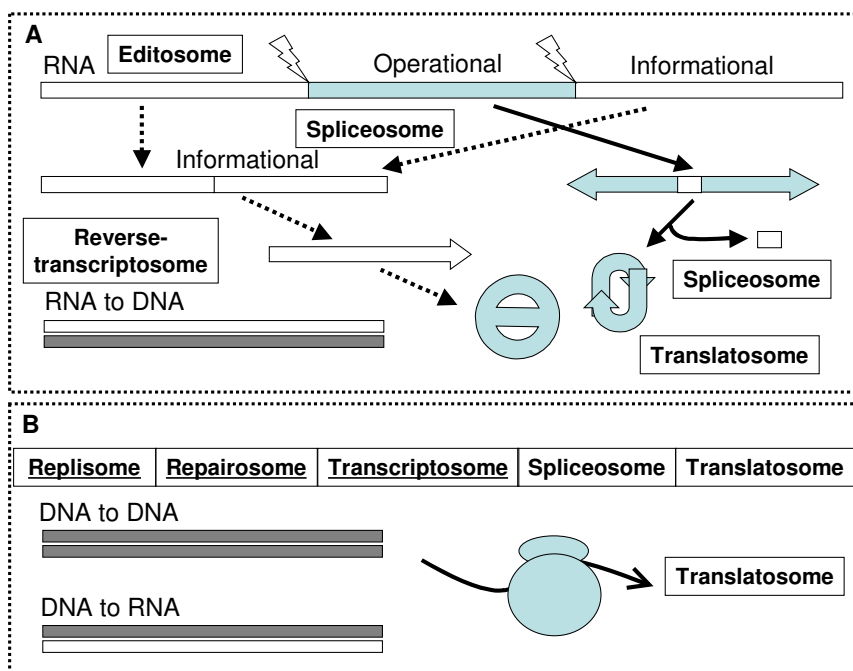 A
RNA
Editosome
Operational
Informational
Spliceosome
Informational
Reverse-
transcriptosome
Spliceosome
RNA to DNA
Translatosome
B
Replisome Repairosome Transcriptosome Spliceosome Translatosome
DNA to DNA
Translatosome
DNA to RNA